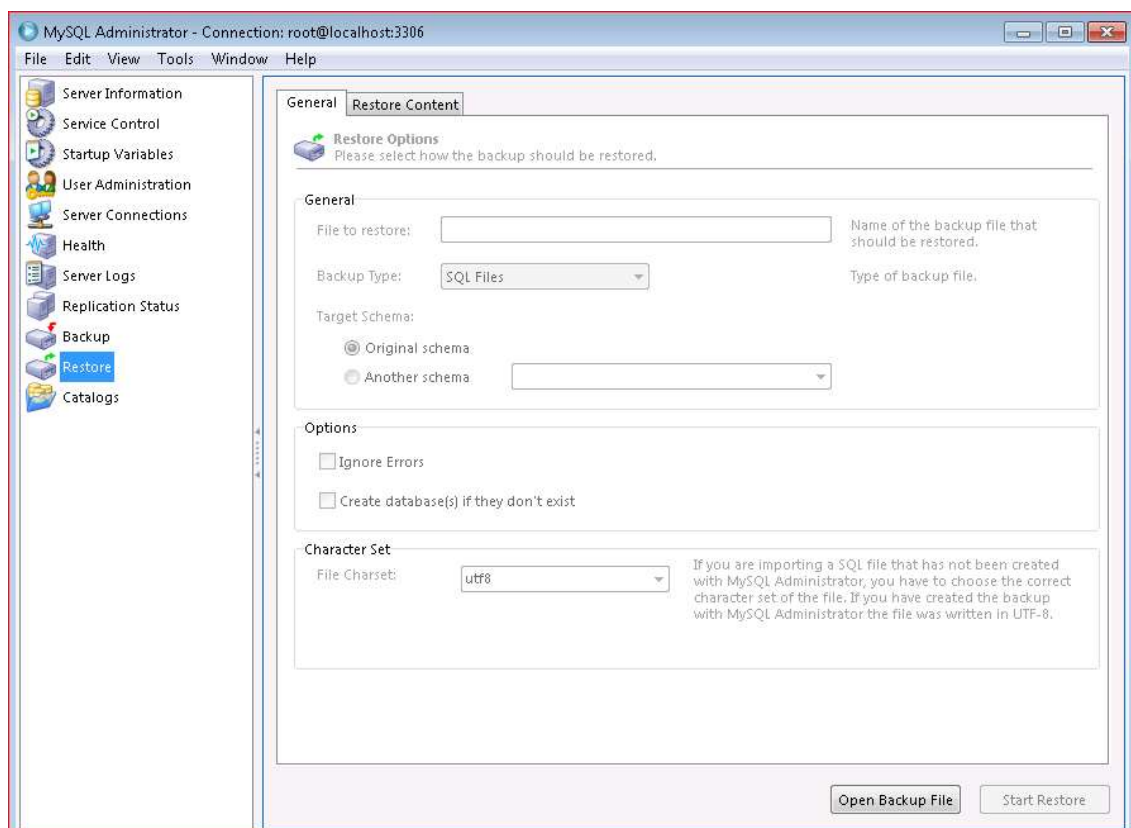 MySQL Administrator - Connection: root@localhost:3306
File Edit View Tools Window Help
Server Information
Service Control
Startup Variables
User Administration
Server Connections
Health
Server Logs
Replication Status
Backup
Restore
Catalogs
General Restore Content
Restore Options
Please select how the backup should be restored.
General
File to restore:
Name of the backup file that
should be restored.
Backup Type: SQL Files Type of backup file.
Target Schema:
Original schema
Another schema
Options
Ignore Errors
Create database(s) if they don't exist
Character Set
File Charset: utf8
If you are importing a SQL file that has not been created
with MySQL Administrator, you have to choose the correct
character set of the file. If you have created the backup
with MySQL Administrator the file was written in UTF-8.
Open Backup File Start Restore